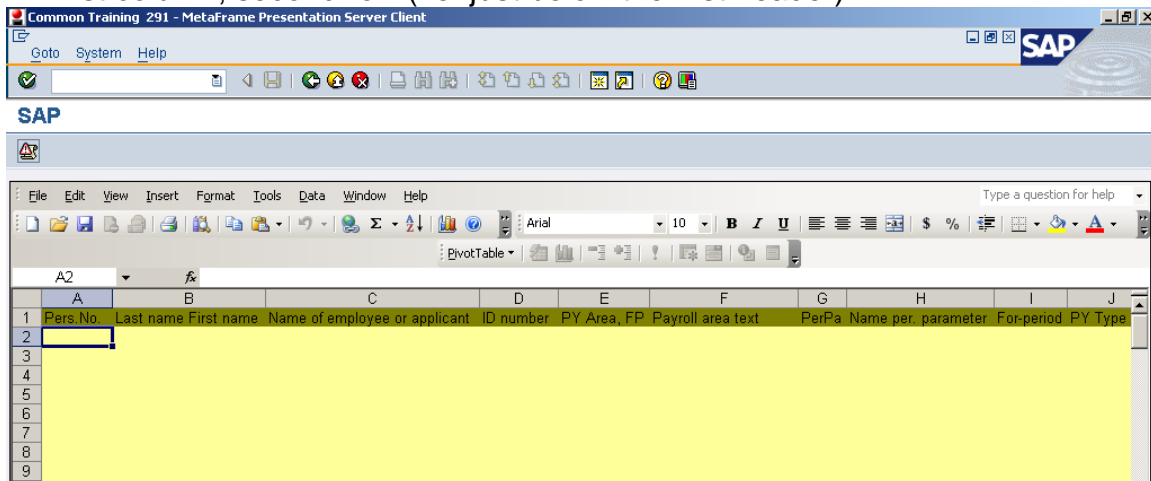 Common Training 291 - MetaFrame Presentation Server Client
Goto System Help
SAP
SAP
File Edit View Insert Format Tools Data Window Help Type a question for help
Σ Arial 10 B I U $ % A
PivotTable
A2 fx
A B C D E F G H I J
1 Pers.No. Last name First name Name of employee or applicant ID number PY Area, FP Payroll area text PerPa Name per. parameter For-period PY Type
2
3
4
5
6
7
8
9